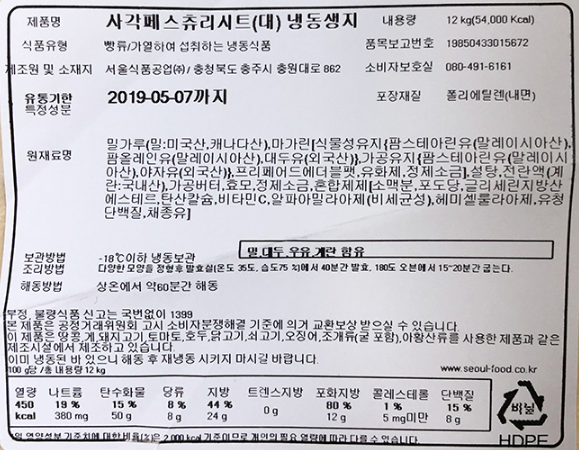 제품명 사각페스츄리시트(대) 냉동생지 내용량 12 kg(54,000 Kcal)
식품유형 빵류/가열하여 섭취하는 냉동식품 품목보고번호 19850433015672
제조원 및 소재지 서울식품공업㈜/ 충청북도 충주시 충원대로 862 소비자보호실 080-491-6161
유통기한 2019-05-07까지 포장재질 폴리에틸렌(내면)
특정성분
원재료명 밀가루(밀:미국산,캐나다산),마가린[식물성유지{팜스테아린유(말레이시아산),
팜올레인유(말레이시아산),대두유(외국산)},가공유지{팜스테아린유(말레이시
아산),야자유(외국산)},프리페어드에더블팻,유화제,정제소금],설탕,전란액(계
란:국내산),가공버터,효모,정제소금,혼합제제[소맥분,포도당,글리세린지방산
에스테르,탄산칼슘,비타민C,알파아밀라아제(비세균성),헤미셀룰라아제,유청
단백질,채종유]
밀,대두,우유,계란 함유
보관방법 -18℃이하 냉동보관
조리방법 다양한 모양을 정형후 발효실(온도 35도, 습도75 %)에서 40분간 발효, 180도 오븐에서 15~20분간 굽는다.
해동방법 상온에서 약60분간 해동
부정, 불량식품 신고는 국번없이 1399
본 제품은 공정거래위원회 고시 소비자분쟁해결 기준에 의거 교환보상 받으실 수 있습니다.
이 제품은 땅콩,게,돼지고기,토마토,호두,닭고기,쇠고기,오징어,조개류(굴 포함),아황산류를 사용한 제품과 같은
제조시설에서 제조하고 있습니다.
이미 냉동된 바 있으니 해동 후 재냉동 시키지 마시길 바랍니다.
100 g당 /총 내용량 12 kg www.seoul-food.co.kr
열량 나트륨 탄수화물 당류 지방 트랜스지방 포화지방 콜레스테롤 단백질
450 19 % 15 % 8 % 44 % 0 g 80 % 1 % 15 %
kcal 380 mg 50 g 8 g 24 g 12 g 5 mg미만 8 g
1일 영양성분 기준치에 대한 비율(%)은 2,000 kcal 기준이므로 개인의 필요 열량에 따라 다를 수 있습니다.
비닐
HDPE